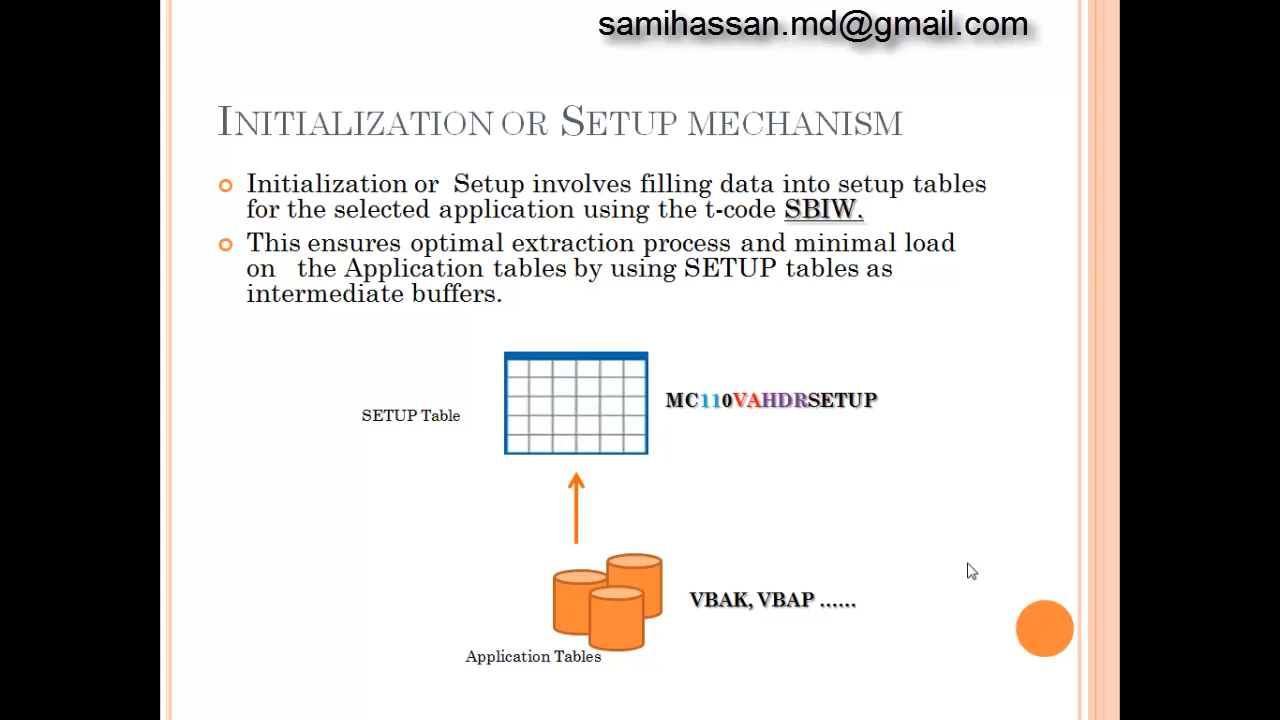 samihassan.md@gmail.com
INITIALIZATION OR SETUP MECHANISM
Initialization or Setup involves filling data into setup tables
for the selected application using the t-code SBIW.
This ensures optimal extraction process and minimal load
on the Application tables by using SETUP tables as
intermediate buffers.
MC110VAHDRSETUP
SETUP Table
VBAK, VBAP ......
Application Tables